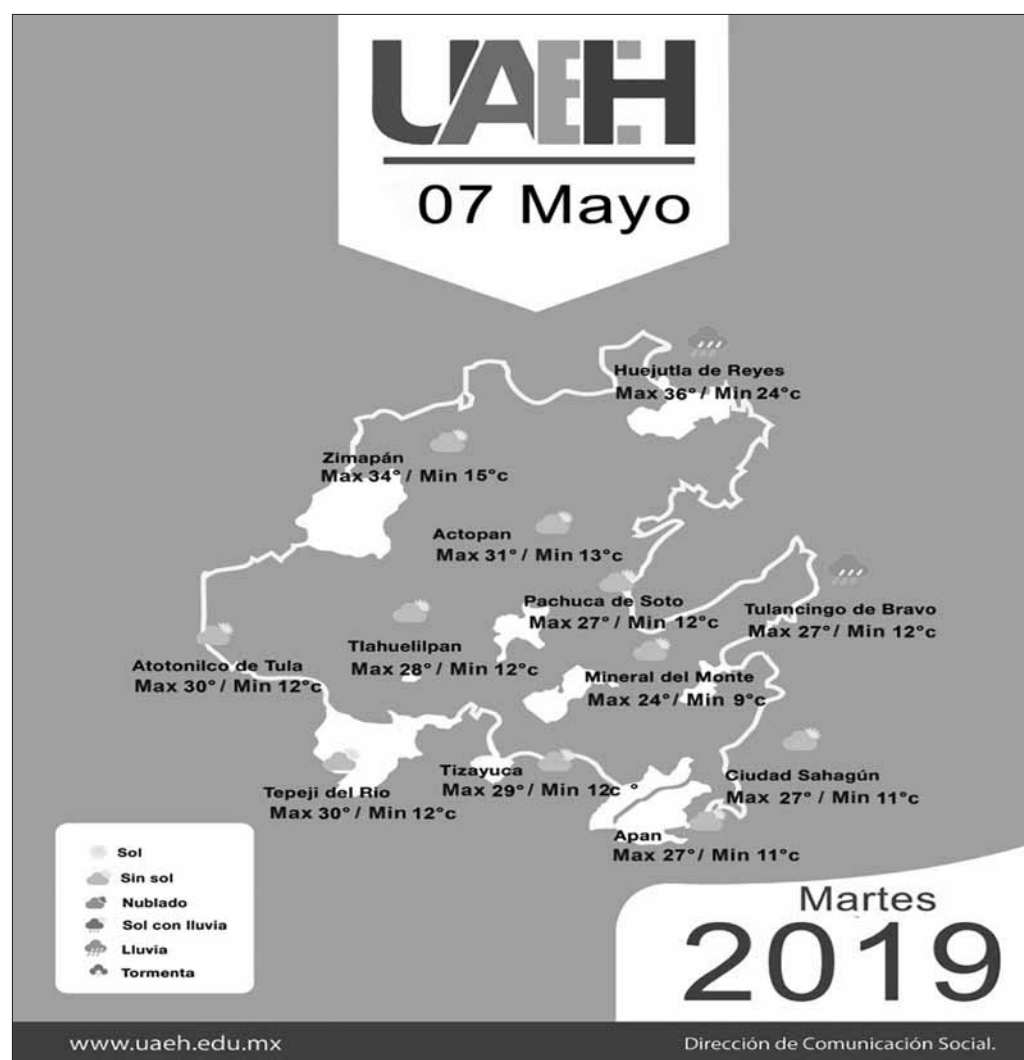 UAEH
07 Mayo
Huejutla de Reyes
Max 36° / Min 24°c
Zimapán
Max 34° / Min 15°c
Actopan
Max 31° / Min 13°c
Pachuca de Soto
Max 27° / Min 12°c
Tulancingo de Bravo
Max 27° / Min 12°c
Tlahuelilpan
Max 28° / Min 12°c
Atotonilco de Tula
Max 30° / Min 12°c
Mineral del Monte
Max 24° / Min 9°c
Tepeji del Río
Max 30° / Min 12°c
Tizayuca
Max 29° / Min 12c °
Ciudad Sahagún
Max 27° / Min 11°c
Apan
Max 27° / Min 11°c
Sol
Sin sol
Nublado
Sol con lluvia
Lluvia
Tormenta
Martes
2019
www.uaeh.edu.mx
Dirección de Comunicación Social.